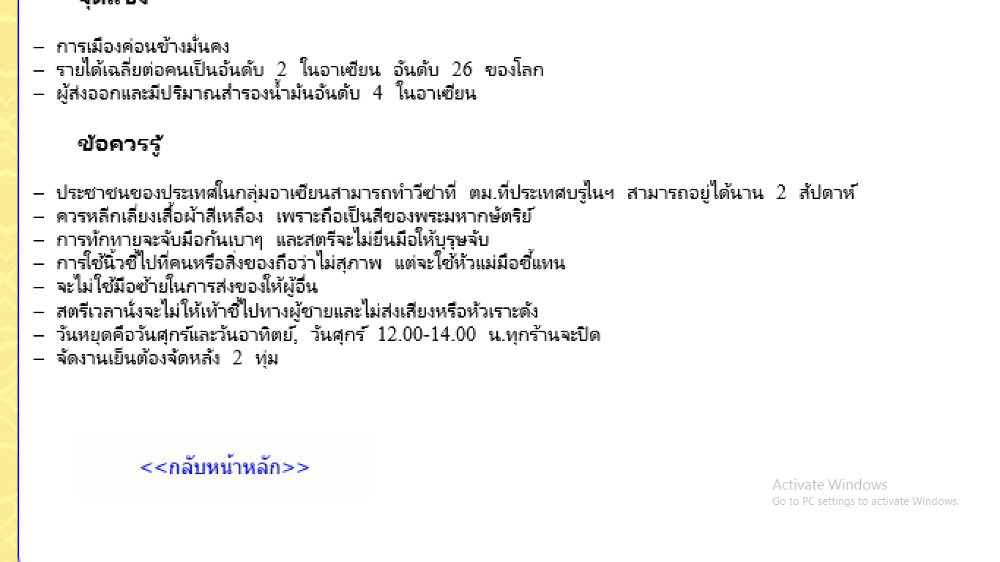 จุดแข็ง
– การเมืองค่อนข้างมั่นคง
– รายได้เฉลี่ยต่อคนเป็นอันดับ 2 ในอาเซียน อันดับ 26 ของโลก
– ผู้ส่งออกและมีปริมาณสำรองน้ำมันอันดับ 4 ในอาเซียน
ข้อควรรู้
– ประชาชนของประเทศในกลุ่มอาเซียนสามารถทำวีซ่าที่ ตม.ที่ประเทศบรูไนฯ สามารถอยู่ได้นาน 2 สัปดาห์
– ควรหลีกเลี่ยงเสื้อผ้าสีเหลือง เพราะถือเป็นสีของพระมหากษัตริย์
– การทักทายจะจับมือกันเบาๆ และสตรีจะไม่ยื่นมือให้บุรุษจับ
– การใช้นิ้วชี้ไปที่คนหรือสิ่งของถือว่าไม่สุภาพ แต่จะใช้หัวแม่มือชี้แทน
– จะไม่ใช้มือซ้ายในการส่งของให้ผู้อื่น
– สตรีเวลานั่งจะไม่ให้เท้าชี้ไปทางผู้ชายและไม่ส่งเสียงหรือหัวเราะดัง
– วันหยุดคือวันศุกร์และวันอาทิตย์, วันศุกร์ 12.00-14.00 น.ทุกร้านจะปิด
– จัดงานเย็นต้องจัดหลัง 2 ทุ่ม
<<กลับหน้าหลัก>>
Activate Windows
Go to PC settings to activate Windows.